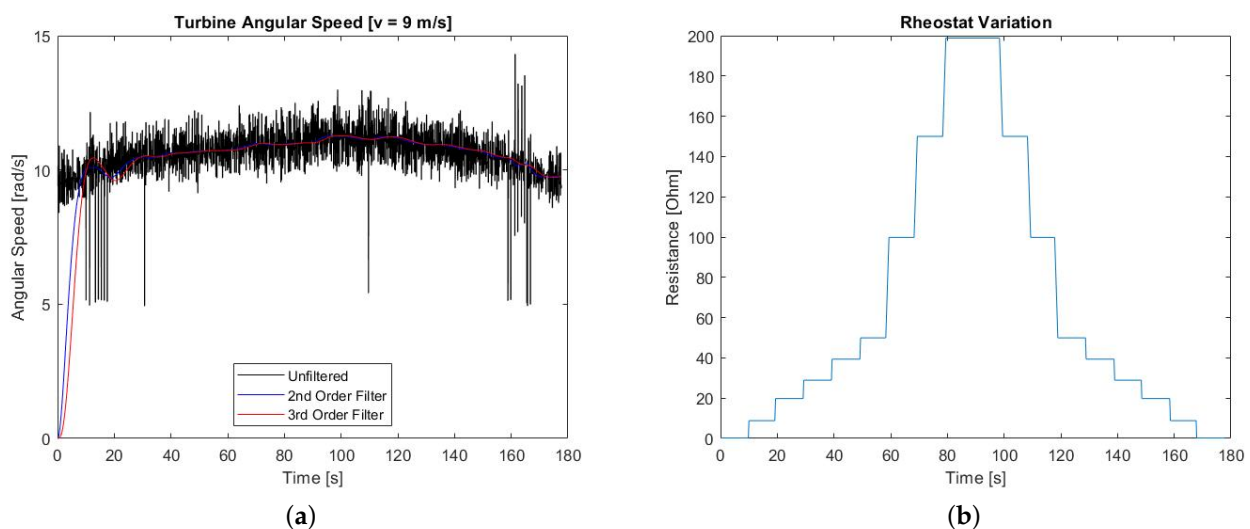 Turbine Angular Speed [v = 9 m/s]
15
10
5
0
Angular Speed [rad/s]
Unfiltered
2nd Order Filter
3rd Order Filter
0 20 40 60 80 100 120 140 160 180
Time [s]
(a)
Rheostat Variation
200
180
160
140
120
100
80
60
40
20
0
Resistance [Ohm]
0 20 40 60 80 100 120 140 160 180
Time [s]
(b)